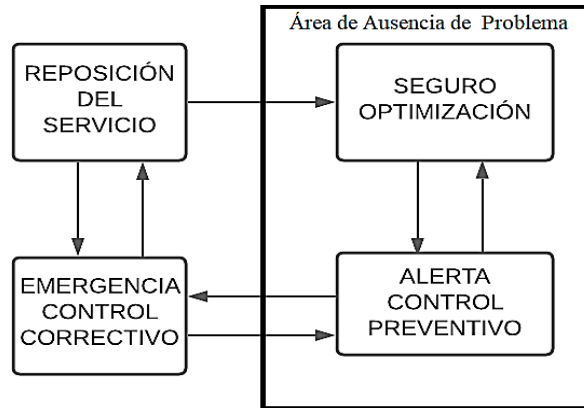 Área de Ausencia de Problema
REPOSICIÓN
DEL
SERVICIO
SEGURO
OPTIMIZACIÓN
EMERGENCIA
CONTROL
CORRECTIVO
ALERTA
CONTROL
PREVENTIVO